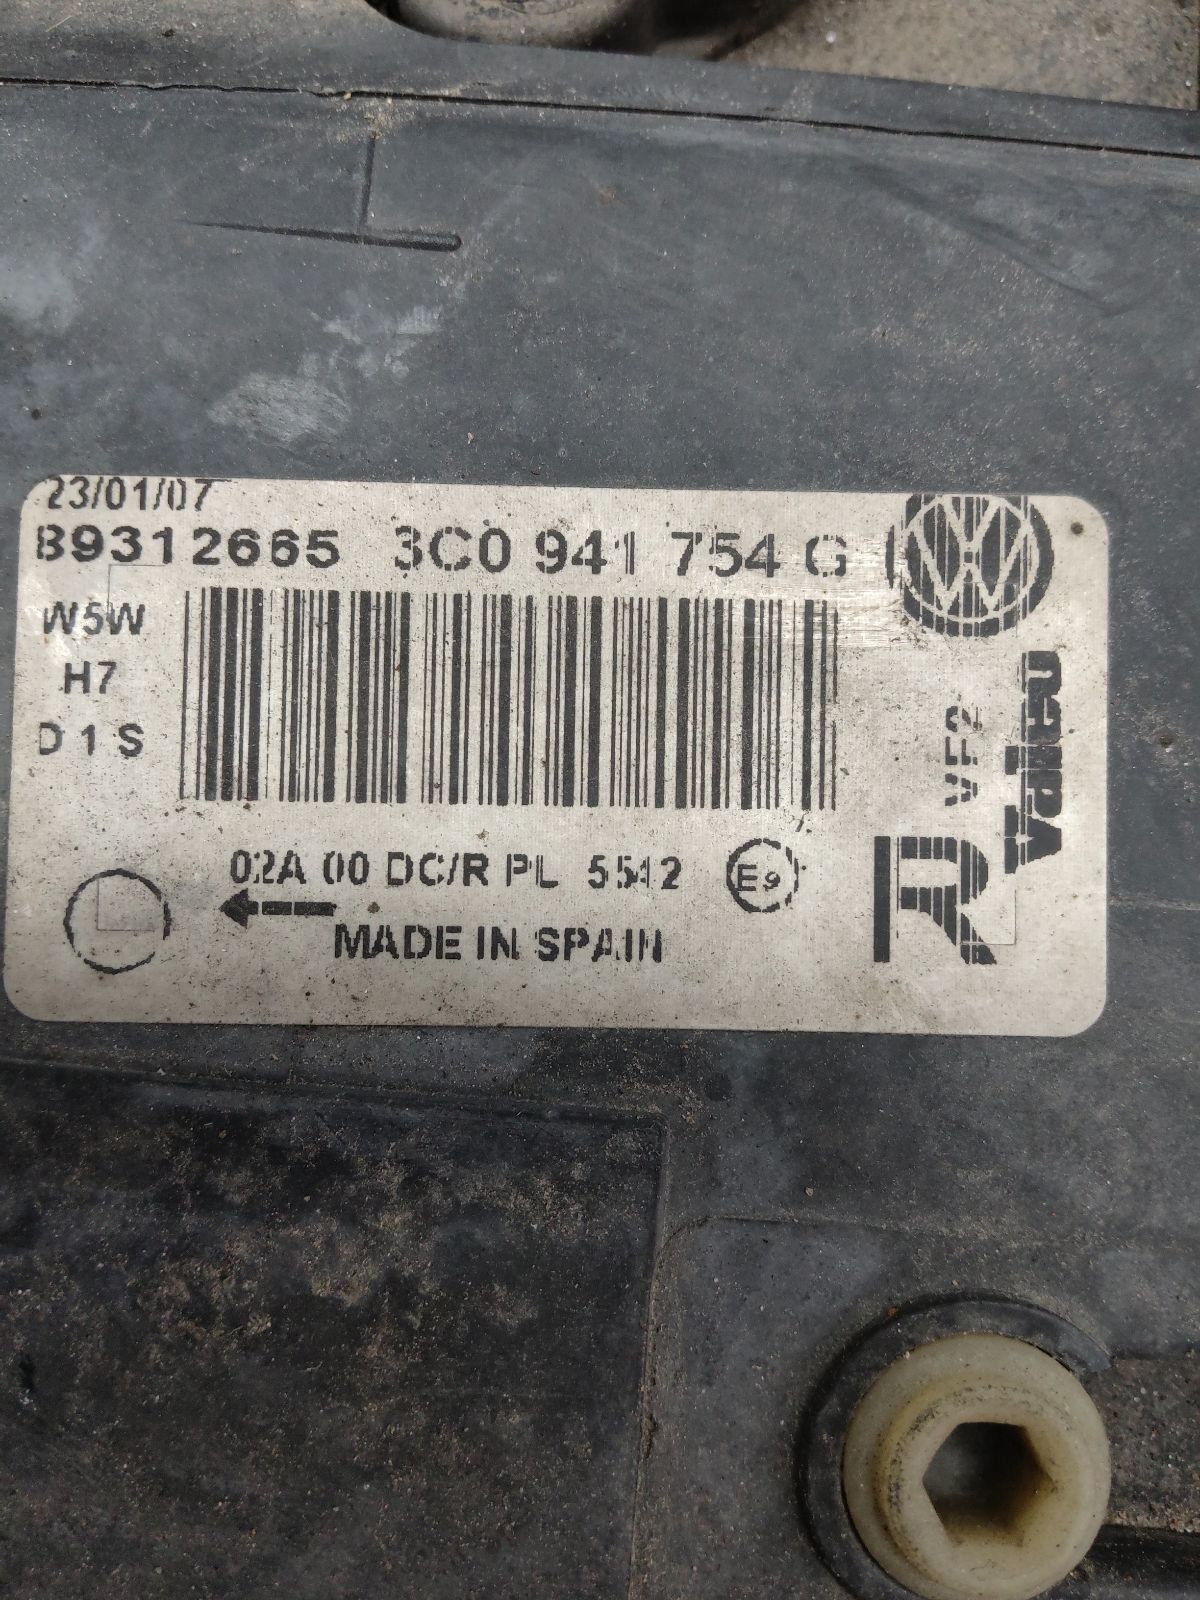 23/01/07
89312665 3C0 941 754 G
W5W
H7
D1S
VF2
Valeo
02A 00 DC/R PL 5512 E9
R
MADE IN SPAIN